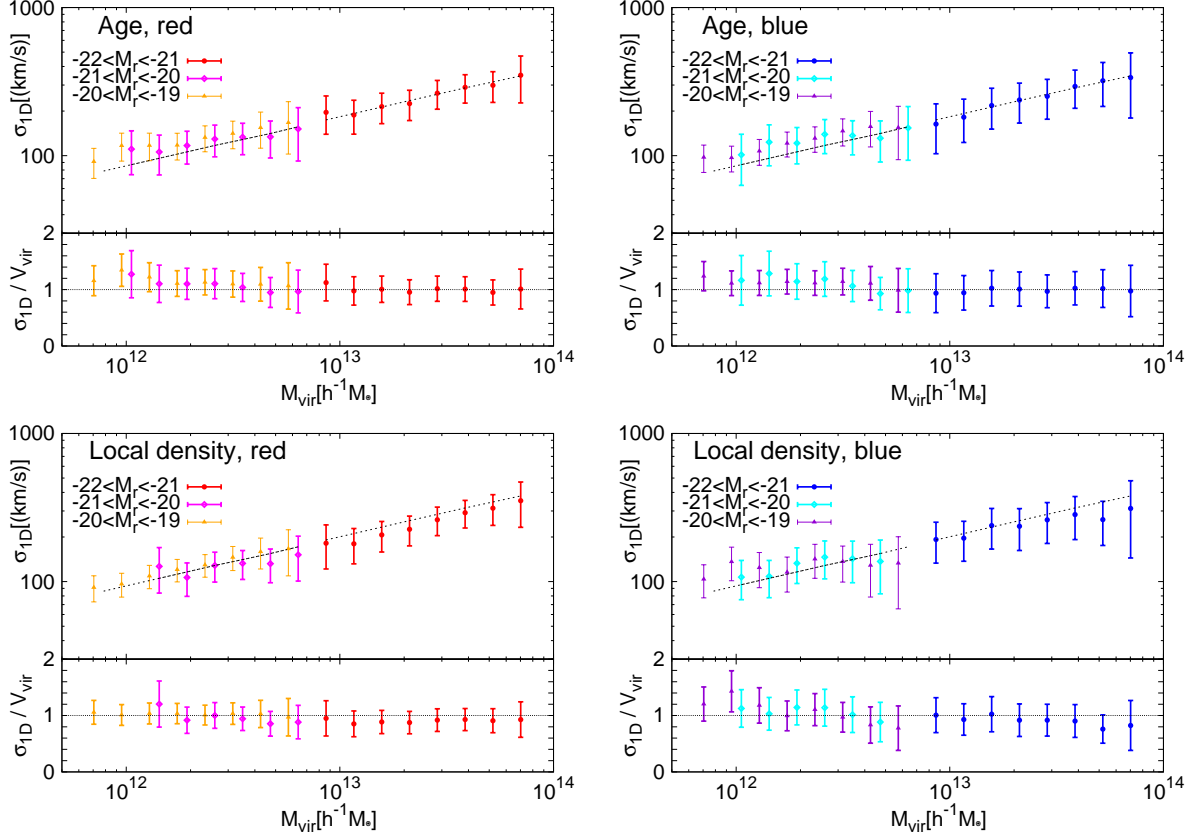 Age, red
-22<M_r<-21
-21<M_r<-20
-20<M_r<-19
σ_1D[(km/s)]
1000
100
σ_1D / V_vir
2
1
0
10^12 10^13 10^14
M_vir[h^-1M_⊙]
Age, blue
-22<M_r<-21
-21<M_r<-20
-20<M_r<-19
σ_1D[(km/s)]
1000
100
σ_1D / V_vir
2
1
0
10^12 10^13 10^14
M_vir[h^-1M_⊙]
Local density, red
-22<M_r<-21
-21<M_r<-20
-20<M_r<-19
σ_1D[(km/s)]
1000
100
σ_1D / V_vir
2
1
0
10^12 10^13 10^14
M_vir[h^-1M_⊙]
Local density, blue
-22<M_r<-21
-21<M_r<-20
-20<M_r<-19
σ_1D[(km/s)]
1000
100
σ_1D / V_vir
2
1
0
10^12 10^13 10^14
M_vir[h^-1M_⊙]